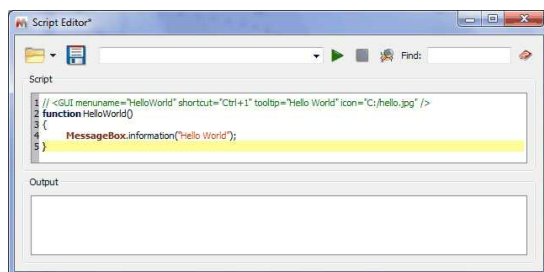 Script Editor*
Find:
Script
1 // <GUI menuname="HelloWorld" shortcut="Ctrl+1" tooltip="Hello World" icon="C:/hello.jpg" />
2 function HelloWorld()
3 {
4 MessageBox.information("Hello World");
5 }
Output